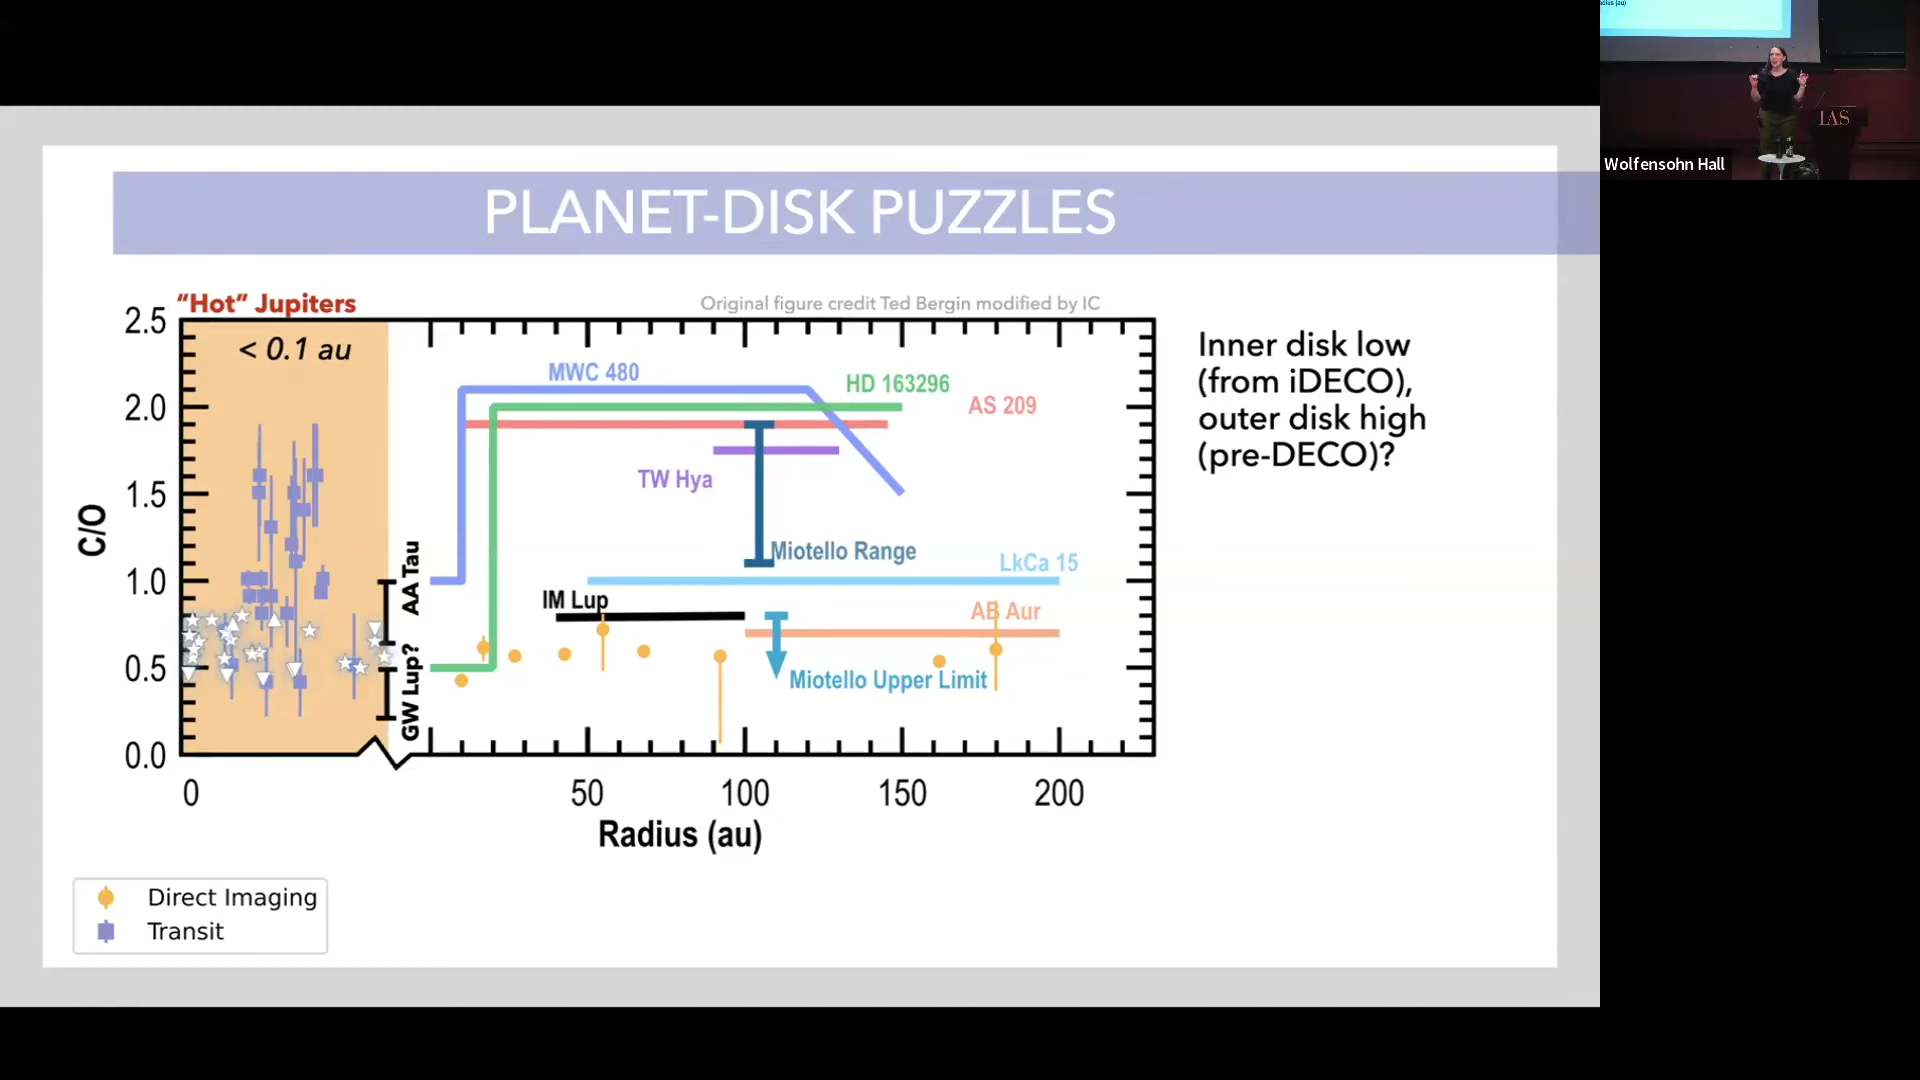 adius (au)
IAS
Wolfensohn Hall
PLANET-DISK PUZZLES
"Hot" Jupiters
Original figure credit Ted Bergin modified by IC
2.5
2.0
1.5
1.0
0.5
0.0
C/O
< 0.1 au
MWC 480
HD 163296
AS 209
TW Hya
Miotello Range
LkCa 15
AA Tau
IM Lup
AB Aur
GW Lup?
Miotello Upper Limit
0
50
100
150
200
Radius (au)
Inner disk low
(from iDECO),
outer disk high
(pre-DECO)?
Direct Imaging
Transit